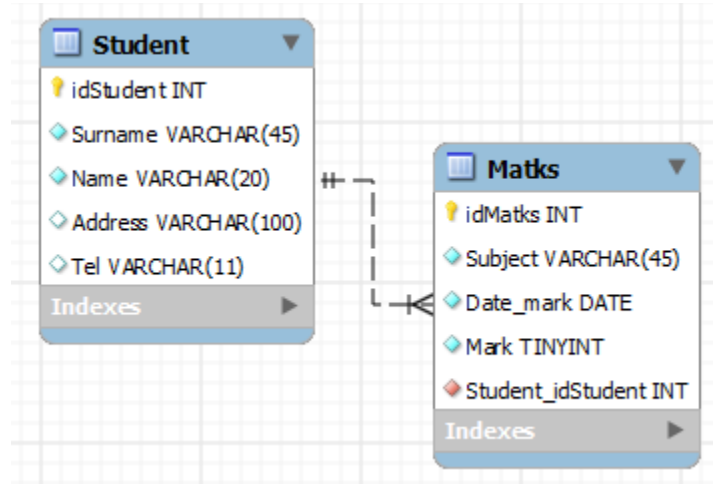 Student
idStudent INT
Surname VARCHAR(45)
Name VARCHAR(20)
Address VARCHAR(100)
Tel VARCHAR(11)
Indexes
Matks
idMatks INT
Subject VARCHAR(45)
Date_mark DATE
Mark TINYINT
Student_idStudent INT
Indexes